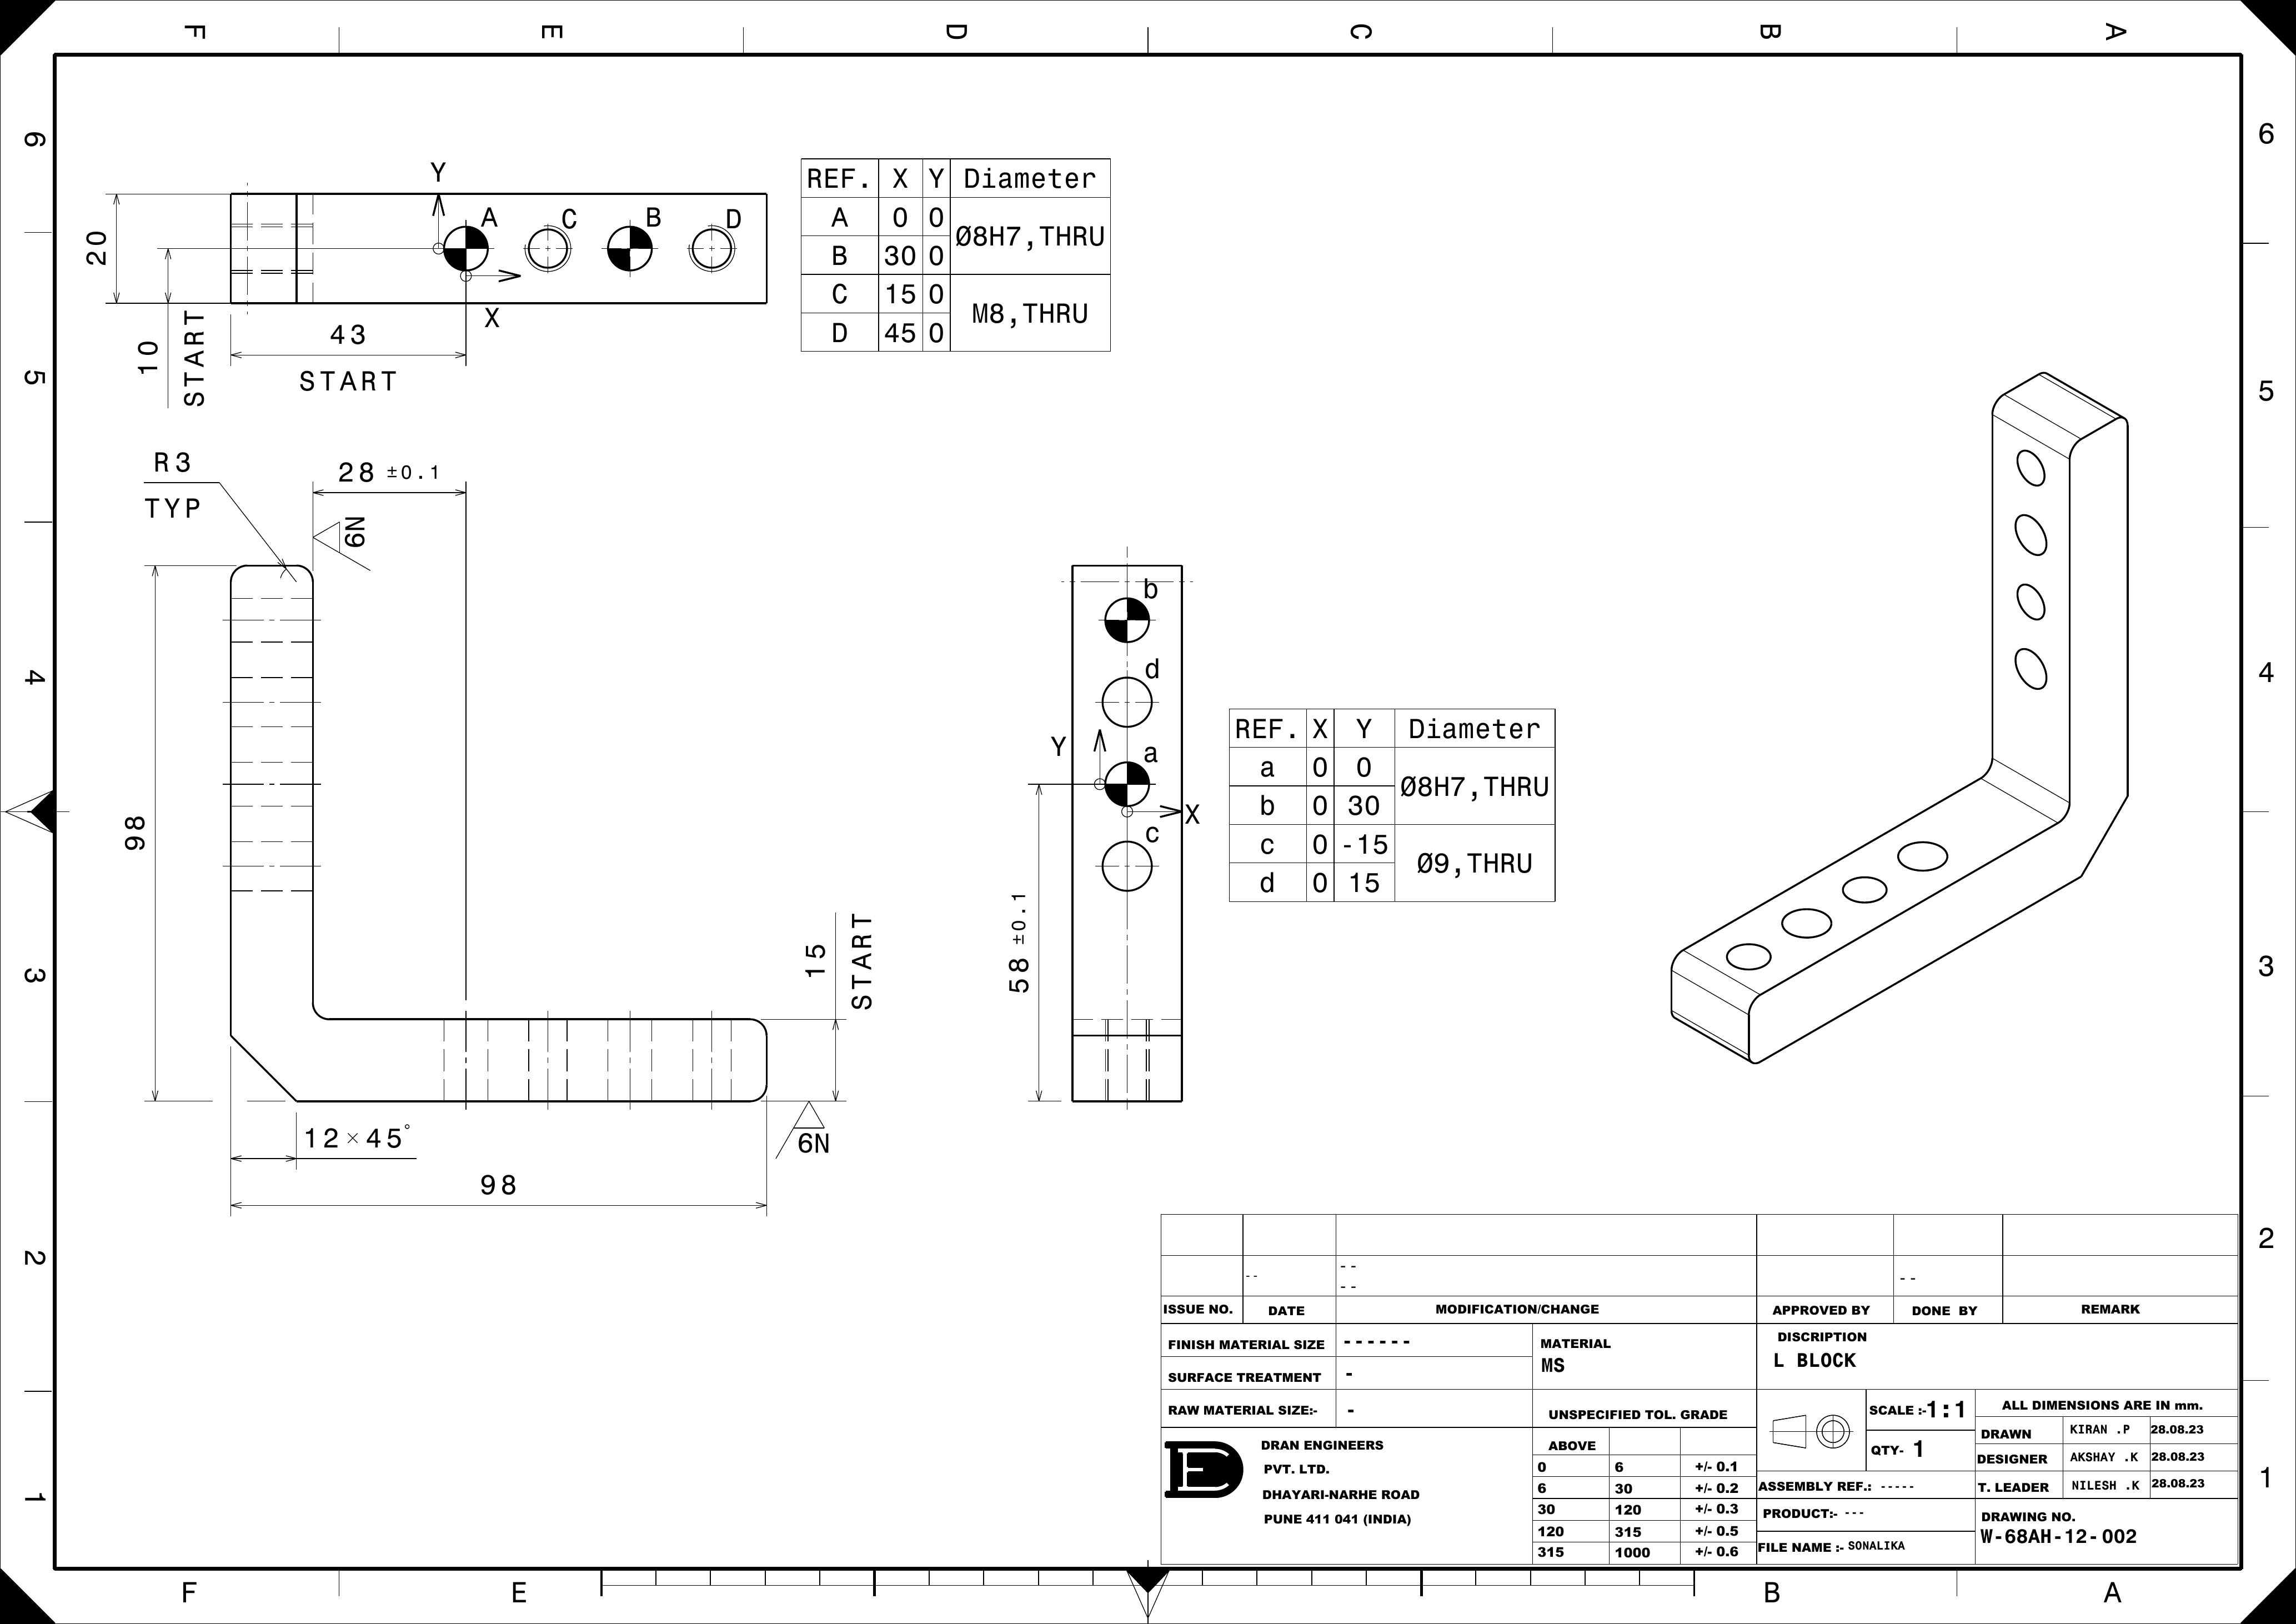 F E D C B A
6 6
Y
A C B D
20
10
START
43
START
X
REF. X Y Diameter
A 0 0 Ø8H7,THRU
B 30 0
C 15 0 M8,THRU
D 45 0
5 5
R3
TYP
28 ±0.1
6N
4 4
98
b
d
Y
a
X
c
58 ±0.1
REF. X Y Diameter
a 0 0 Ø8H7,THRU
b 0 30
c 0 -15 Ø9,THRU
d 0 15
3 3
15
START
12×45°
6N
98
2 2
--
--
--
--
ISSUE NO. DATE MODIFICATION/CHANGE APPROVED BY DONE BY REMARK
FINISH MATERIAL SIZE ------
MATERIAL
MS
DISCRIPTION
L BLOCK
SURFACE TREATMENT -
RAW MATERIAL SIZE:- -
UNSPECIFIED TOL. GRADE
ABOVE
0 6 +/- 0.1
6 30 +/- 0.2
30 120 +/- 0.3
120 315 +/- 0.5
315 1000 +/- 0.6
SCALE :-1:1
QTY- 1
ALL DIMENSIONS ARE IN mm.
DRAWN KIRAN .P 28.08.23
DESIGNER AKSHAY .K 28.08.23
T. LEADER NILESH .K 28.08.23
ASSEMBLY REF.: -----
PRODUCT:- ---
FILE NAME :- SONALIKA
DRAWING NO.
W-68AH-12-002
DE
DRAN ENGINEERS
PVT. LTD.
DHAYARI-NARHE ROAD
PUNE 411 041 (INDIA)
1 1
F E B A